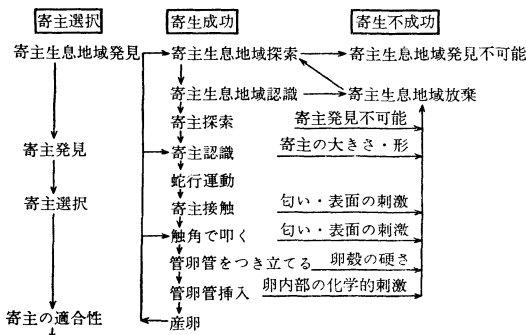 寄主選択 寄生成功 寄生不成功
寄主生息地域発見 寄主生息地域探索 寄主生息地域発見不可能
寄主生息地域認識 寄主生息地域放棄
寄主探索 寄主発見不可能
寄主発見 寄主認識 寄主の大きさ・形
蛇行運動
寄主選択 寄主接触 匂い・表面の刺激
触角で叩く 匂い・表面の刺激
管卵管をつき立てる 卵殻の硬さ
管卵管挿入 卵内部の化学的刺激
寄主の適合性 産卵